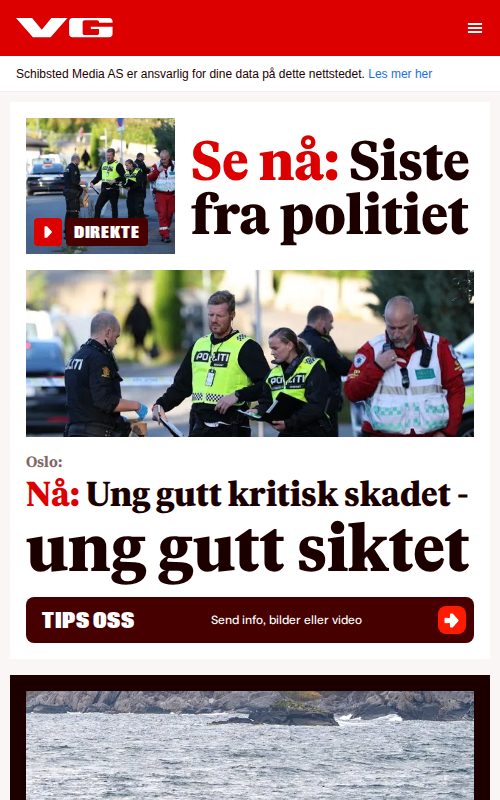 VG
Schibsted Media AS er ansvarlig for dine data på dette nettstedet. Les mer her
Se nå: Siste
fra politiet
DIREKTE
POLITI
POLITI
Oslo:
Nå: Ung gutt kritisk skadet -
ung gutt siktet
TIPS OSS
Send info, bilder eller video